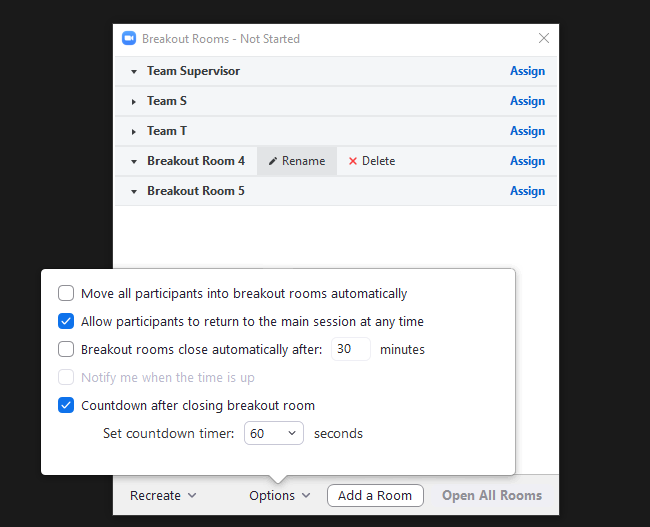 Breakout Rooms - Not Started
Team Supervisor Assign
Team S Assign
Team T Assign
Breakout Room 4 Rename Delete Assign
Breakout Room 5 Assign
Move all participants into breakout rooms automatically
Allow participants to return to the main session at any time
Breakout rooms close automatically after: 30 minutes
Notify me when the time is up
Countdown after closing breakout room
Set countdown timer: 60 seconds
Recreate Options Add a Room Open All Rooms